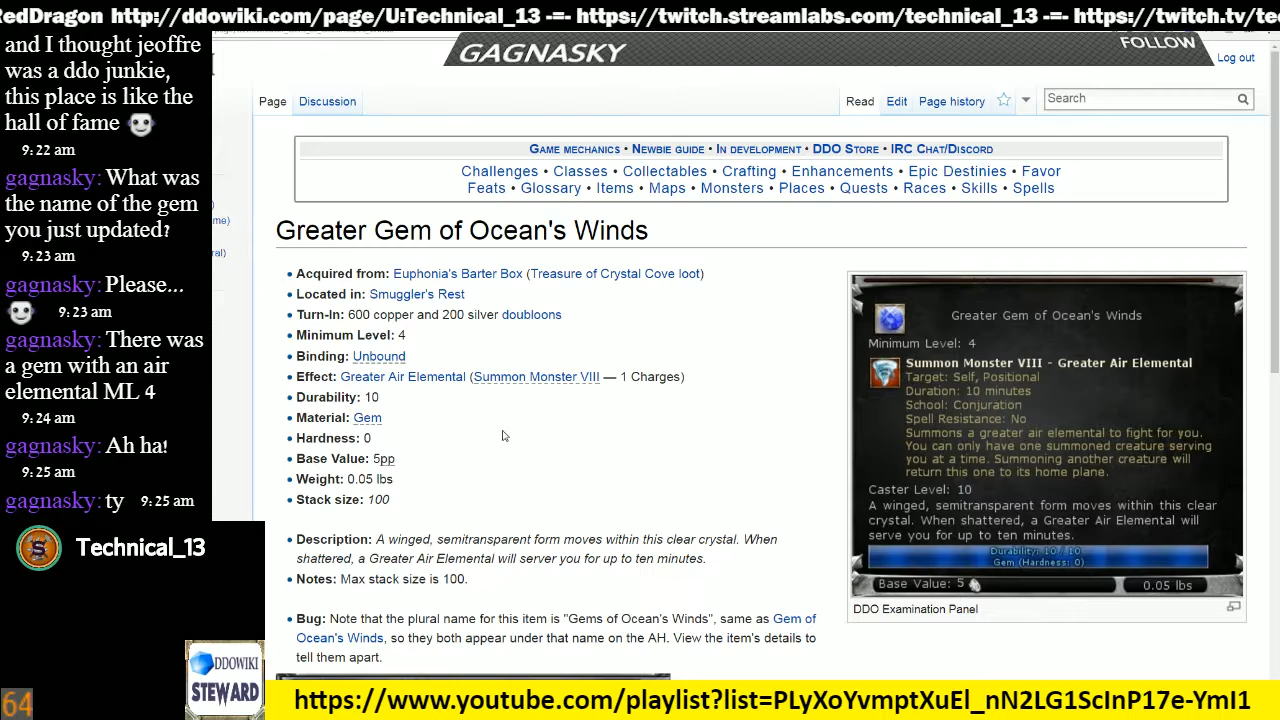 RedDragon http://ddowiki.com/page/U:Technical_13 -=- https://twitch.streamlabs.com/technical_13 -=- https://twitch.tv/te
and I thought jeoffre
was a ddo junkie,
this place is like the
hall of fame
9:22 am
gagnasky: What was
the name of the gem
you just updated?
9:23 am
gagnasky: Please...
9:23 am
gagnasky: There was
a gem with an air
elemental ML 4
9:24 am
gagnasky: Ah ha!
9:25 am
gagnasky: ty 9:25 am
Technical_13
DDOWIKI
STEWARD
64
me)
ral)
GAGNASKY
FOLLOW
Log out
Page Discussion
Read Edit Page history
Search
Game mechanics • Newbie guide • In development • DDO Store • IRC Chat/Discord
Challenges • Classes • Collectables • Crafting • Enhancements • Epic Destinies • Favor
Feats • Glossary • Items • Maps • Monsters • Places • Quests • Races • Skills • Spells
Greater Gem of Ocean's Winds
• Acquired from: Euphonia's Barter Box (Treasure of Crystal Cove loot)
• Located in: Smuggler's Rest
• Turn-In: 600 copper and 200 silver doubloons
• Minimum Level: 4
• Binding: Unbound
• Effect: Greater Air Elemental (Summon Monster VIII — 1 Charges)
• Durability: 10
• Material: Gem
• Hardness: 0
• Base Value: 5pp
• Weight: 0.05 lbs
• Stack size: 100
• Description: A winged, semitransparent form moves within this clear crystal. When
shattered, a Greater Air Elemental will server you for up to ten minutes.
• Notes: Max stack size is 100.
• Bug: Note that the plural name for this item is "Gems of Ocean's Winds", same as Gem of
Ocean's Winds, so they both appear under that name on the AH. View the item's details to
tell them apart.
Greater Gem of Ocean's Winds
Minimum Level: 4
Summon Monster VIII - Greater Air Elemental
Target: Self, Positional
Duration: 10 minutes
School: Conjuration
Spell Resistance: No
Summons a greater air elemental to fight for you.
You can only have one summoned creature serving
you at a time. Summoning another creature will
return this one to its home plane.
Caster Level: 10
A winged, semitransparent form moves within this clear
crystal. When shattered, a Greater Air Elemental will
serve you for up to ten minutes.
Durability: 10 / 10
Gem (Hardness: 0)
Base Value: 5
0.05 lbs
DDO Examination Panel
https://www.youtube.com/playlist?list=PLyXoYvmptXuEl_nN2LG1ScInP17e-YmI1